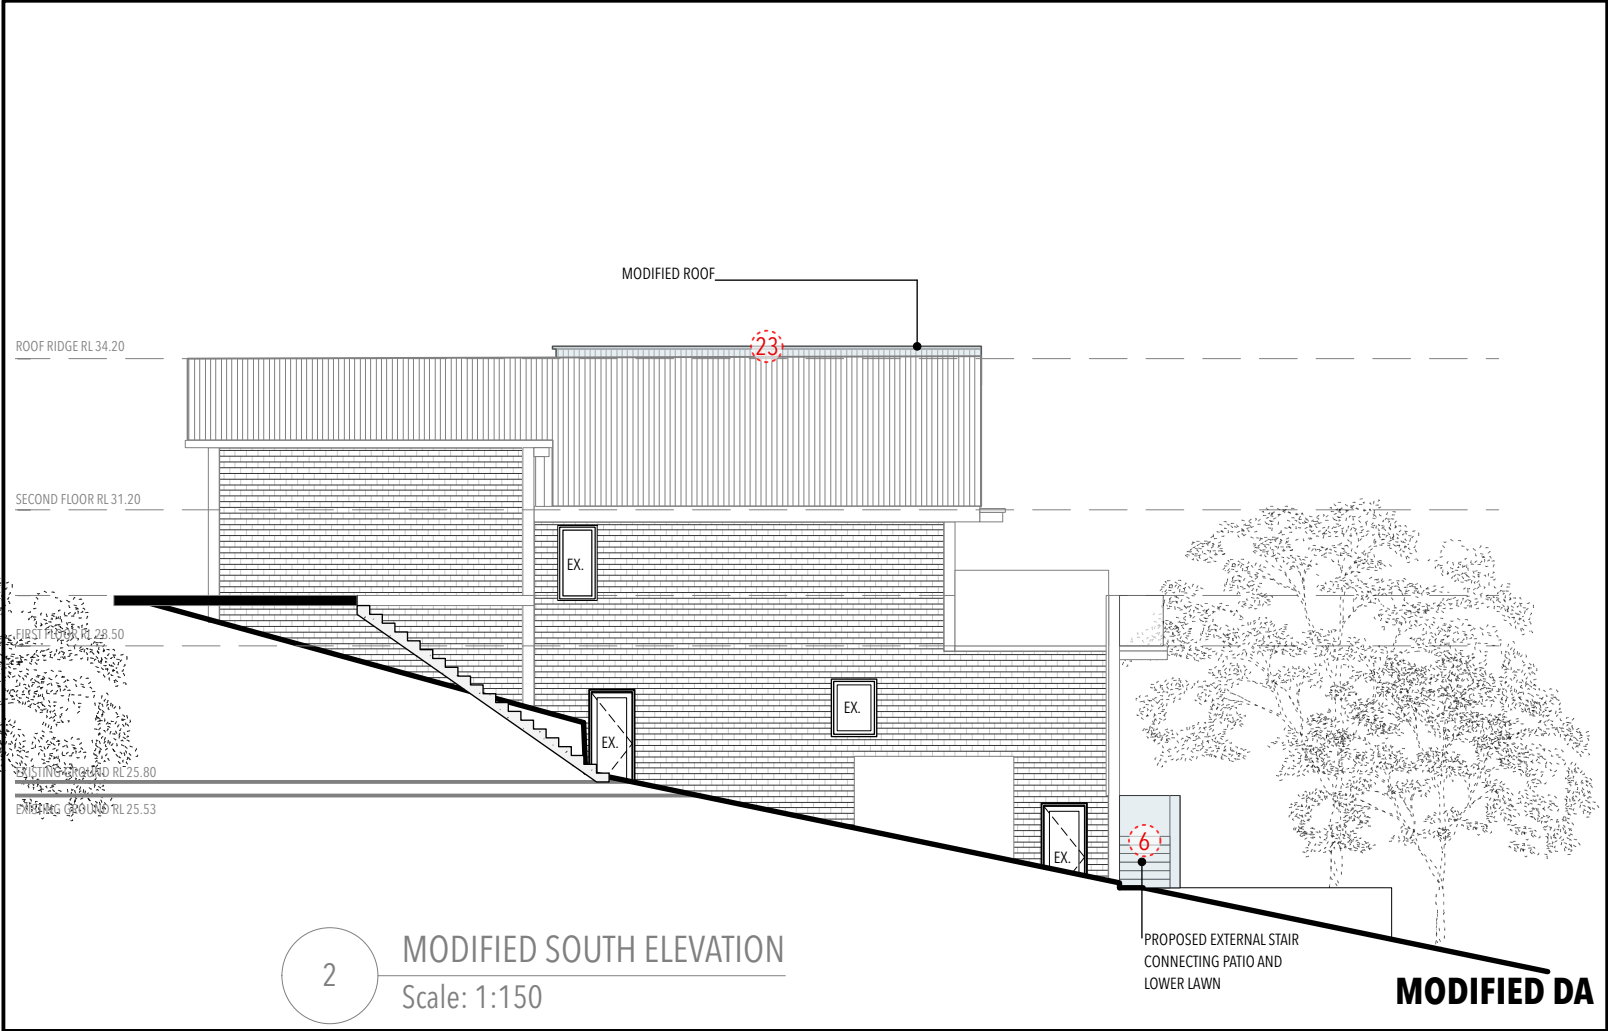 MODIFIED ROOF
23
ROOF RIDGE RL 34.20
SECOND FLOOR RL 31.20
EX.
FIRST FLOOR RL 28.50
EX.
EX.
EXISTING GROUND RL 25.80
EXISTING GROUND RL 25.53
6
EX.
PROPOSED EXTERNAL STAIR
CONNECTING PATIO AND
LOWER LAWN
2
MODIFIED SOUTH ELEVATION
Scale: 1:150
MODIFIED DA